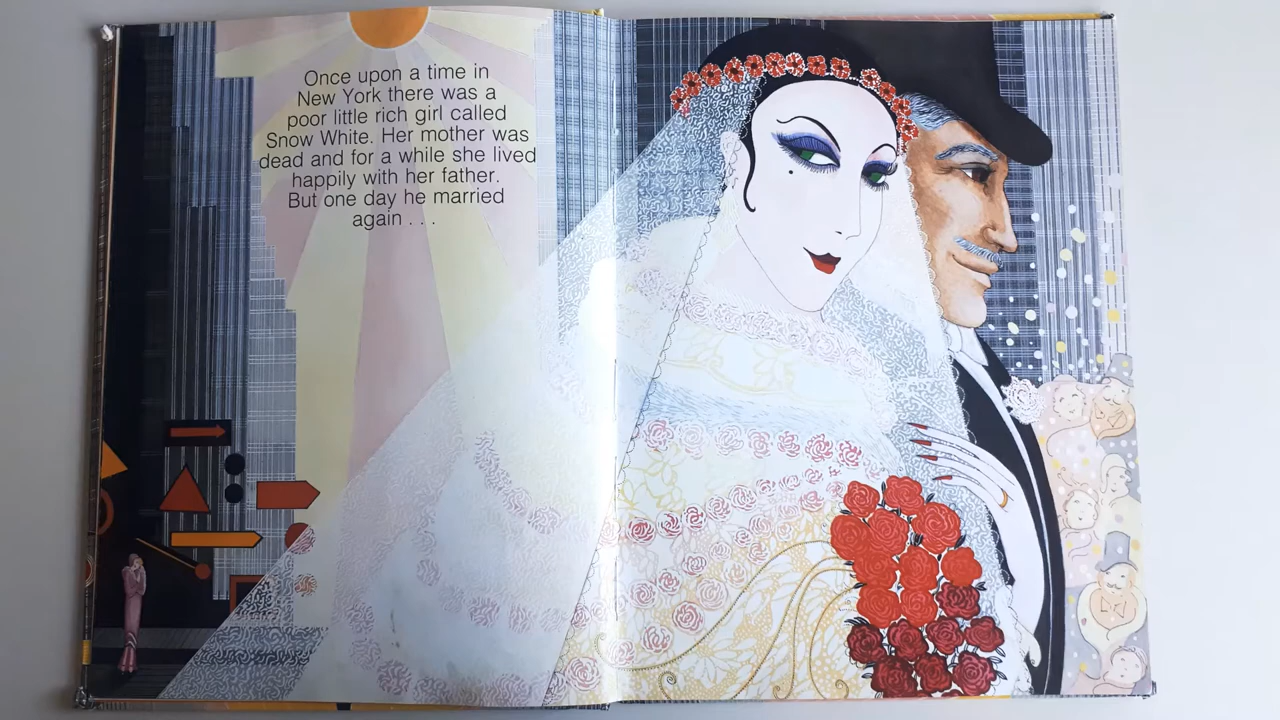 Once upon a time in
New York there was a
poor little rich girl called
Snow White. Her mother was
dead and for a while she lived
happily with her father.
But one day he married
again . . .